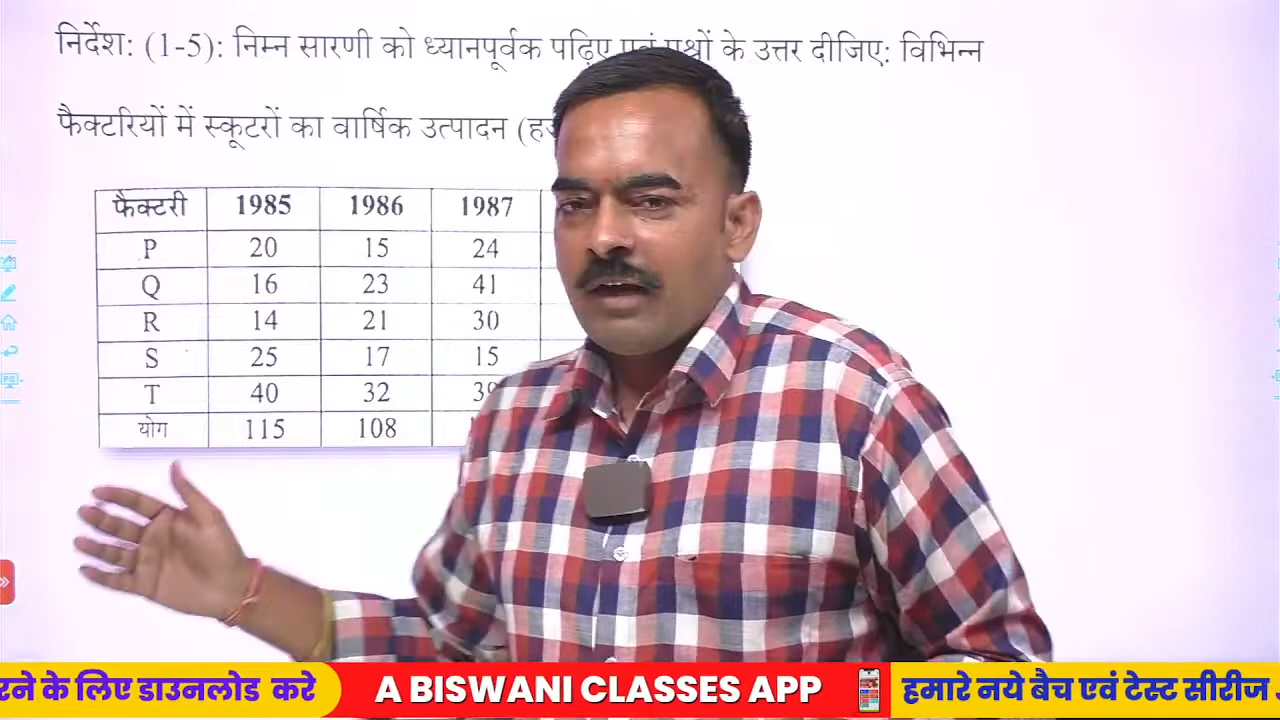 निर्देश: (1-5): निम्न सारणी को ध्यानपूर्वक पढ़िए एवं प्रश्नों के उत्तर दीजिए: विभिन्न
फैक्टरियों में स्कूटरों का वार्षिक उत्पादन
फैक्टरी 1985 1986 1987
P 20 15 24
Q 16 23 41
R 14 21 30
S 25 17 15
T 40 32 39
योग 115 108
के लिए डाउनलोड करे
A BISWANI CLASSES APP
हमारे नये बैच एवं टेस्ट सीरीज